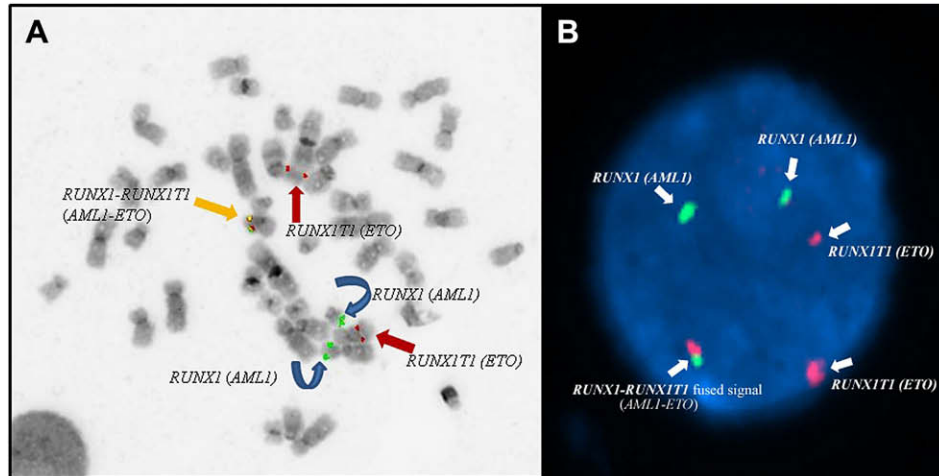 A
RUNX1-RUNX1T1
(AML1-ETO)
RUNX1T1 (ETO)
RUNX1 (AML1)
RUNX1T1 (ETO)
RUNX1 (AML1)
B
RUNX1 (AML1)
RUNX1 (AML1)
RUNX1T1 (ETO)
RUNX1T1 (ETO)
RUNX1-RUNX1T1 fused signal
(AML1-ETO)